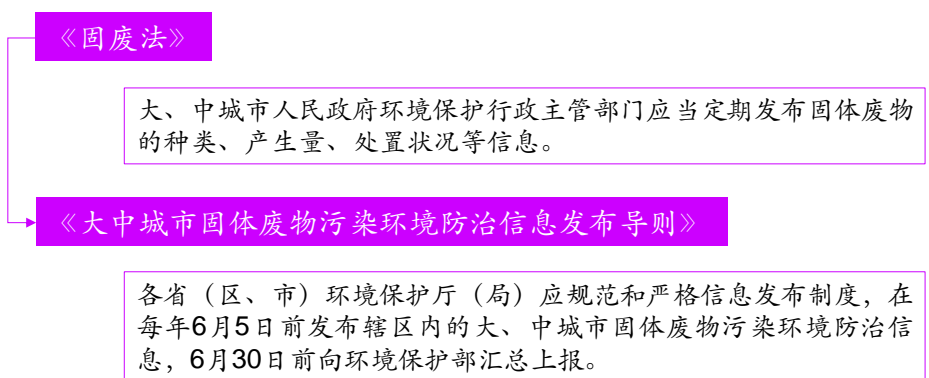 《固废法》
大、中城市人民政府环境保护行政主管部门应当定期发布固体废物
的种类、产生量、处置状况等信息。
《大中城市固体废物污染环境防治信息发布导则》
各省（区、市）环境保护厅（局）应规范和严格信息发布制度，在
每年6月5日前发布辖区内的大、中城市固体废物污染环境防治信
息，6月30日前向环境保护部汇总上报。